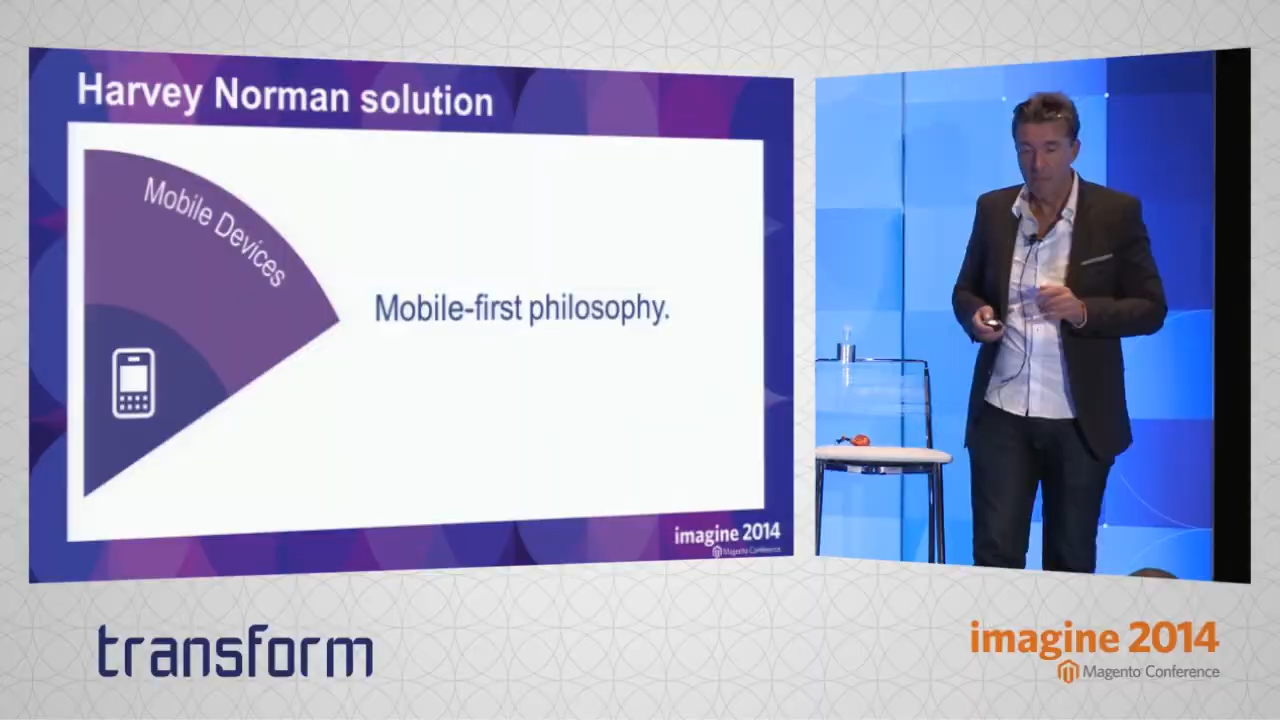 Harvey Norman solution
Mobile Devices
Mobile-first philosophy.
imagine 2014
Magento Conference
transform
imagine 2014
Magento Conference